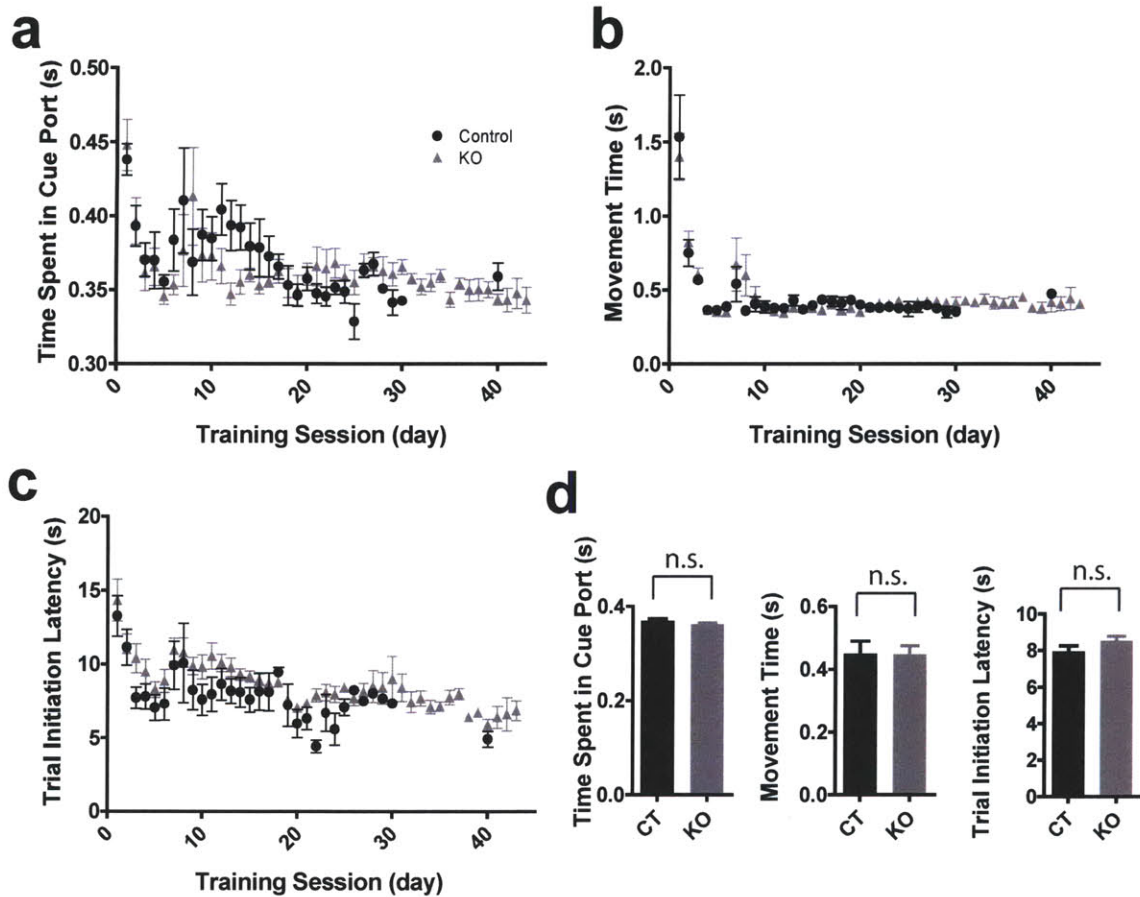 a
b
0.50
0.45
0.40
0.35
0.30
Time Spent in Cue Port (s)
Control
KO
0
10
20
30
40
Training Session (day)
2.0
1.5
1.0
0.5
0.0
Movement Time (s)
0
10
20
30
40
Training Session (day)
c
d
20
15
10
5
0
Trial Initiation Latency (s)
0
10
20
30
40
Training Session (day)
n.s.
0.4
0.2
0.0
Time Spent in Cue Port (s)
CT
KO
n.s.
0.6
0.4
0.2
0.0
Movement Time (s)
CT
KO
n.s.
10
8
6
4
2
0
Trial Initiation Latency (s)
CT
KO